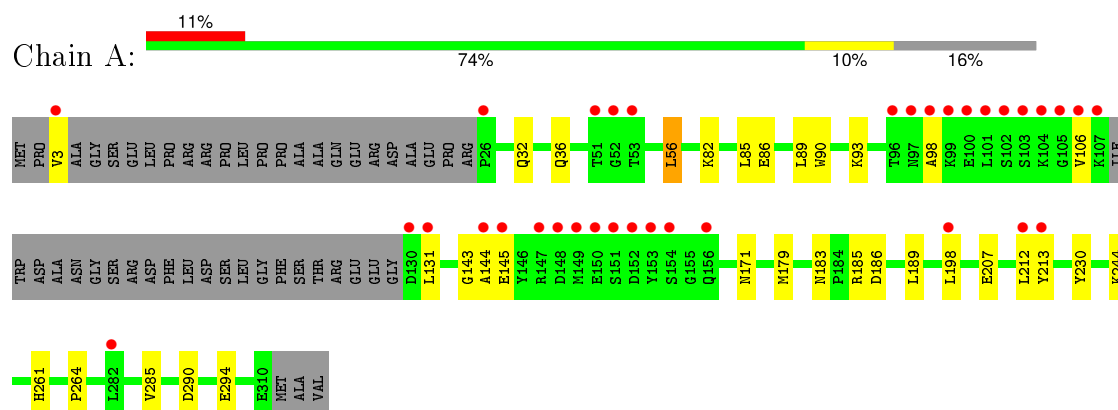 11%
Chain A:
74% 10% 16%
MET PRO V3 ALA GLY SER GLU LEU PRO ARG ARG PRO LEU PRO PRO ALA ALA GLN GLU ARG ASP ALA GLU PRO ARG P26 Q32 Q36 T51 G52 T53 L56 K82 L85 E86 L89 W90 K93 T96 N97 A98 K99 E100 L101 S102 S103 K104 G105 V106 K107 ILE
TRP ASP ALA ASN GLY SER ARG ASP PHE LEU ASP SER LEU GLY PHE SER THR ARG GLU GLU GLY D130 L131 G143 A144 E145 Y146 R147 D148 M149 E150 S151 D152 Y153 S154 G155 Q156 N171 M179 N183 P184 R185 D186 L189 L198 E207 L212 Y213 Y230 K244
H261 P264 L282 V285 D290 E294 E310 MET ALA VAL